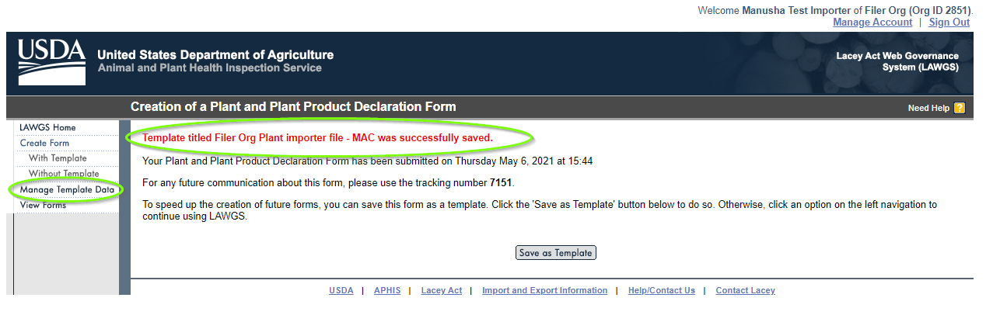 Welcome Manusha Test Importer of Filer Org (Org ID 2851).
Manage Account | Sign Out
USDA
United States Department of Agriculture
Animal and Plant Health Inspection Service
Lacey Act Web Governance
System (LAWGS)
Creation of a Plant and Plant Product Declaration Form
Need Help ?
LAWGS Home
Create Form
With Template
Without Template
Manage Template Data
View Forms
Template titled Filer Org Plant importer file - MAC was successfully saved.
Your Plant and Plant Product Declaration Form has been submitted on Thursday May 6, 2021 at 15:44
For any future communication about this form, please use the tracking number 7151.
To speed up the creation of future forms, you can save this form as a template. Click the 'Save as Template' button below to do so. Otherwise, click an option on the left navigation to
continue using LAWGS.
Save as Template
USDA | APHIS | Lacey Act | Import and Export Information | Help/Contact Us | Contact Lacey